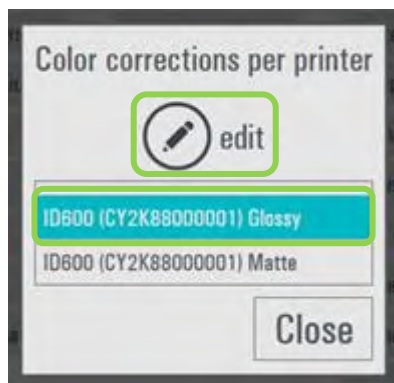 Color corrections per printer
edit
ID600 (CY2K88000001) Glossy
ID600 (CY2K88000001) Matte
Close